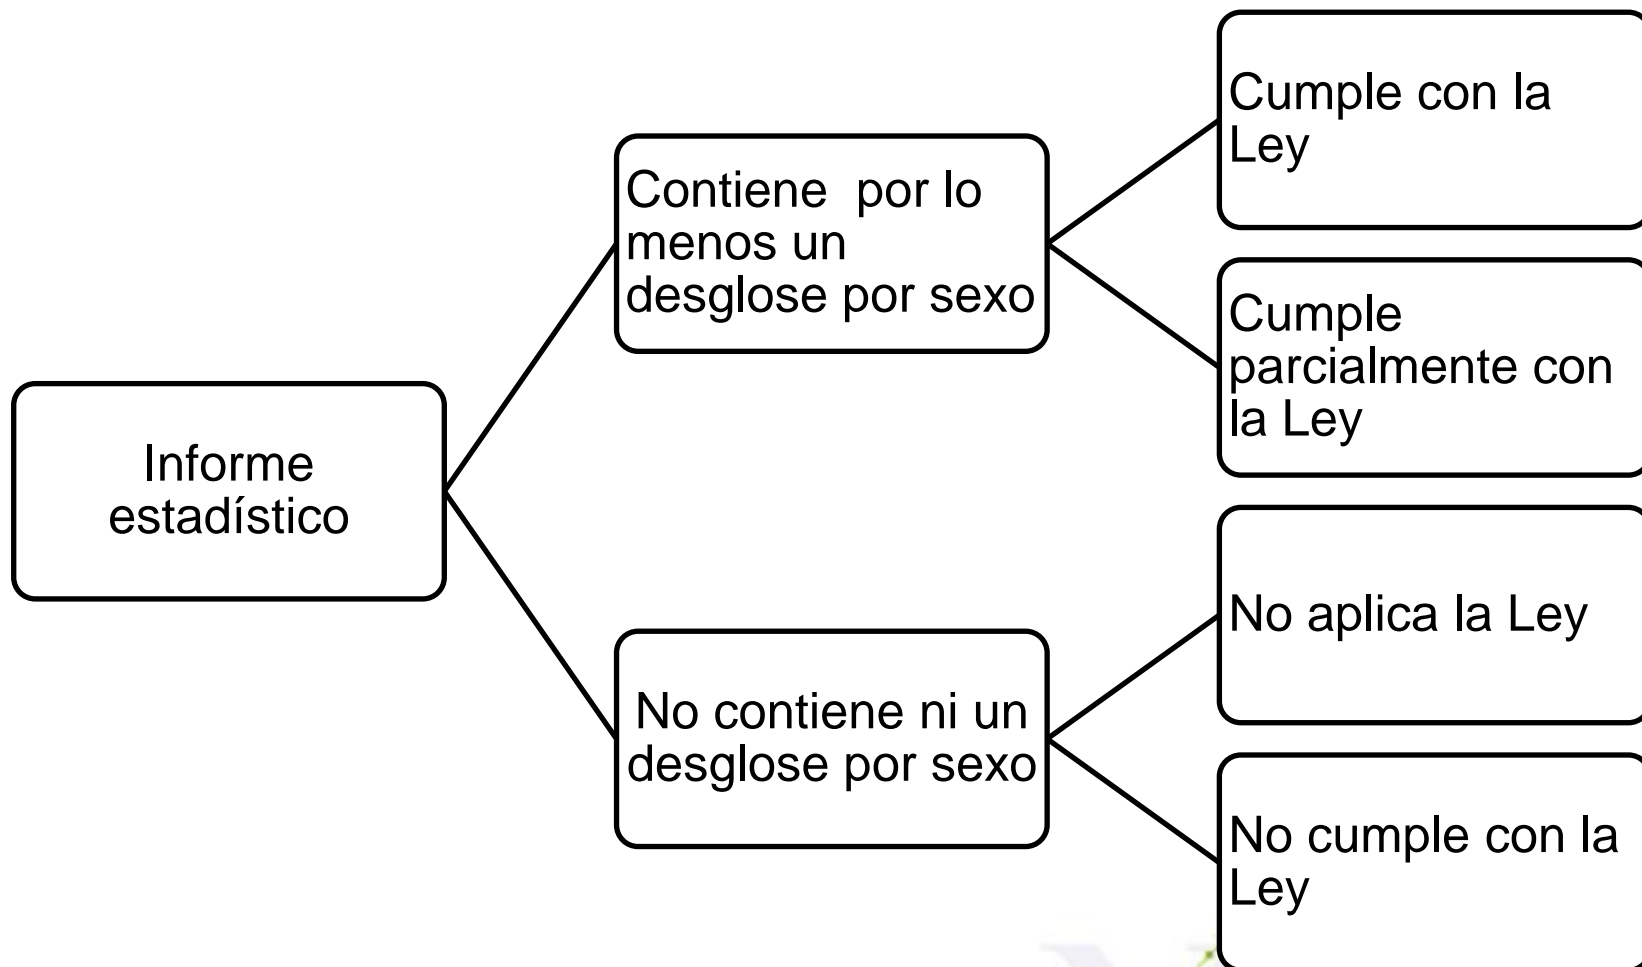 Informe
estadístico
Contiene  por lo
menos un
desglose por sexo
No contiene ni un
desglose por sexo
Cumple con la
Ley
Cumple
parcialmente con
la Ley
No aplica la Ley
No cumple con la
Ley